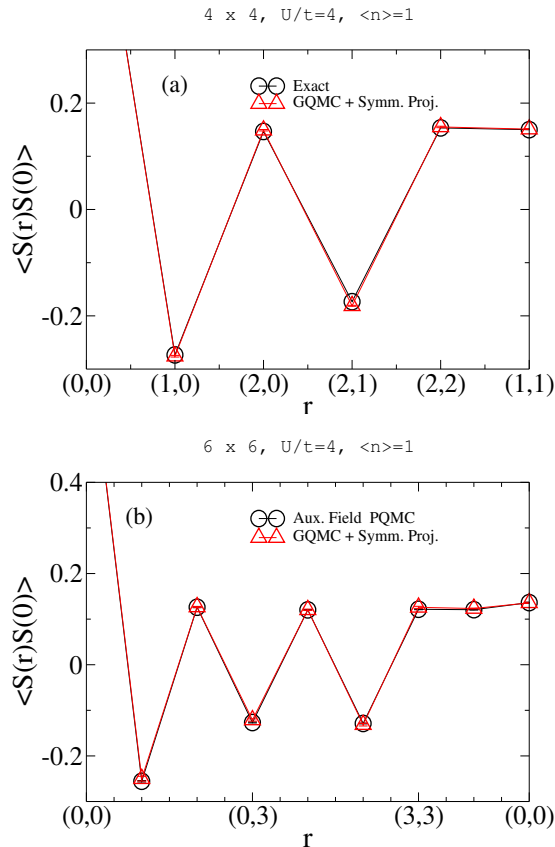 4 x 4, U/t=4, <n>=1
(a)
Exact
GQMC + Symm. Proj.
0.2
0
-0.2
<S(r)S(0)>
(0,0) (1,0) (2,0) (2,1) (2,2) (1,1)
r
6 x 6, U/t=4, <n>=1
0.4
(b)
Aux. Field PQMC
GQMC + Symm. Proj.
0.2
0
-0.2
<S(r)S(0)>
(0,0) (0,3) (3,3) (0,0)
r